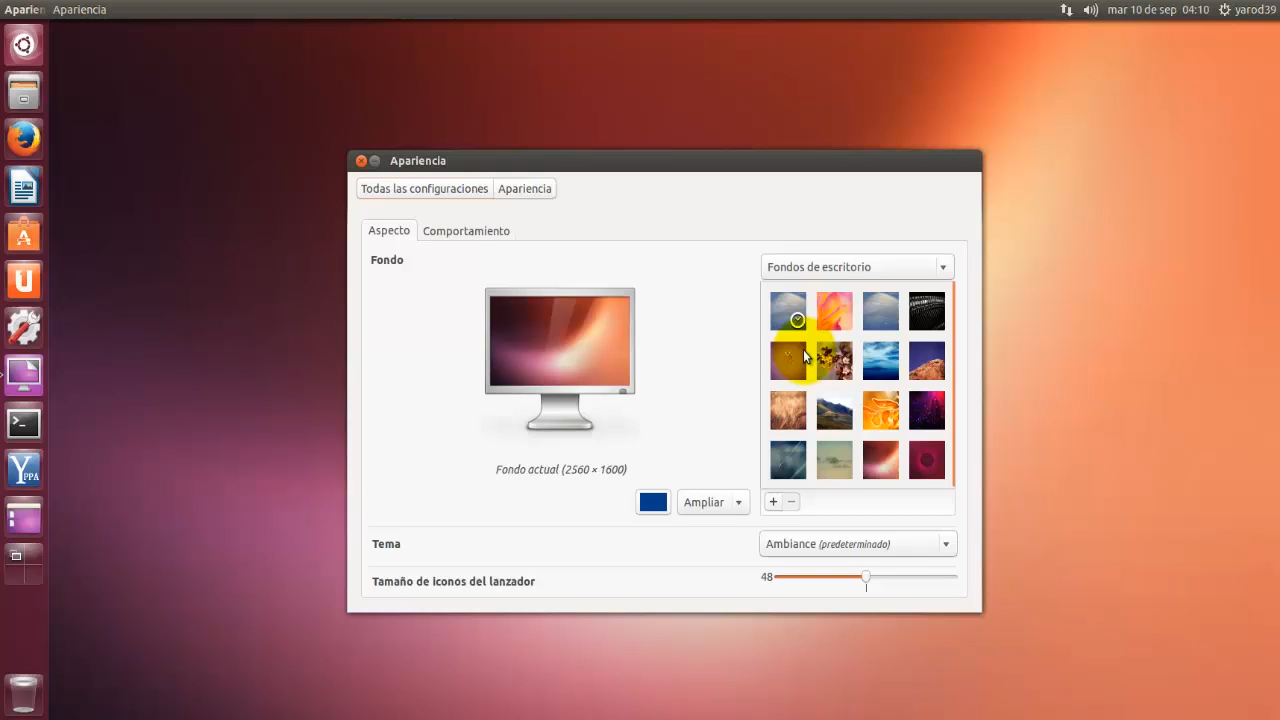 Aparien Apariencia mar 10 de sep 04:10 yarod39
Apariencia
Todas las configuraciones Apariencia
Aspecto Comportamiento
Fondo
Fondos de escritorio
Fondo actual (2560 × 1600)
Ampliar
+ −
Tema
Ambiance (predeterminado)
Tamaño de iconos del lanzador
48
>_
YPPA